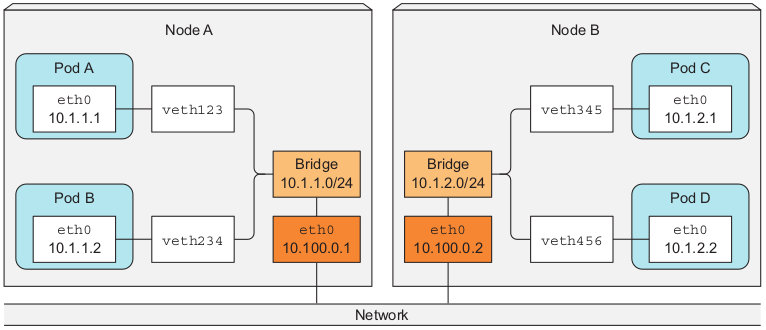 Node A
Pod A
eth0
10.1.1.1
veth123
Bridge
10.1.1.0/24
Pod B
eth0
10.1.1.2
veth234
eth0
10.100.0.1
Node B
Pod C
eth0
10.1.2.1
veth345
Bridge
10.1.2.0/24
Pod D
eth0
10.1.2.2
veth456
eth0
10.100.0.2
Network